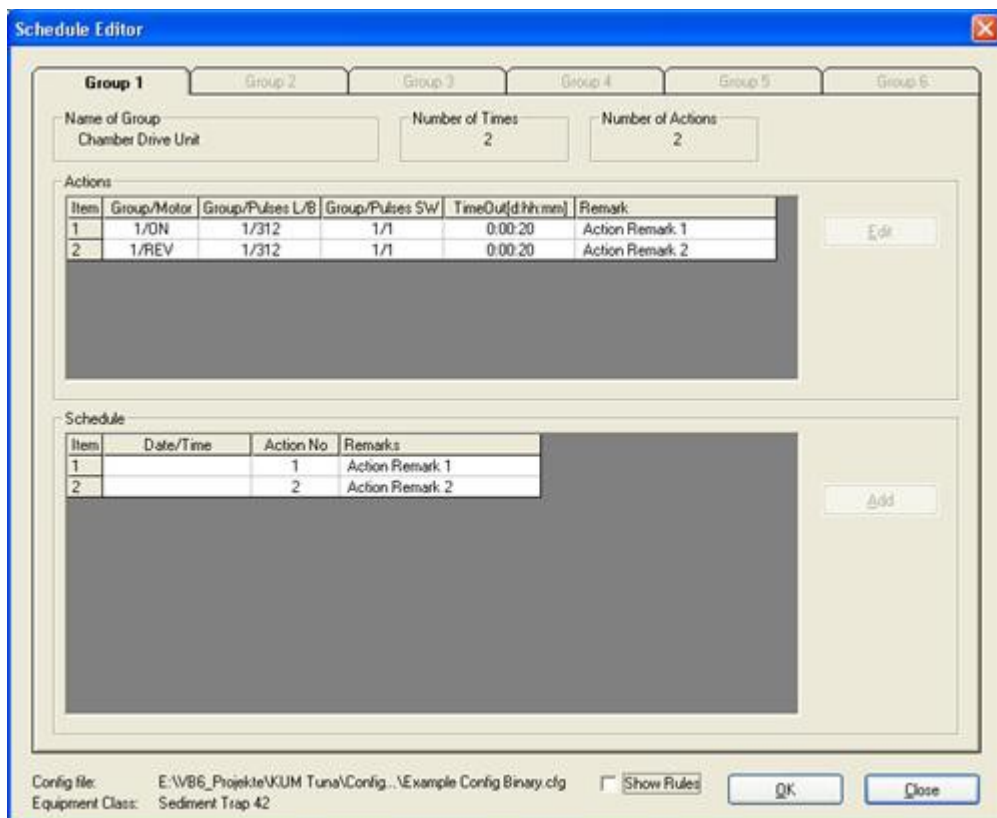 Schedule Editor
Group 1 Group 2 Group 3 Group 4 Group 5 Group 6
Name of Group Number of Times Number of Actions
Chamber Drive Unit 2 2
Actions
Item Group/Motor Group/Pulses L/B Group/Pulses SW TimeOut[d:hh:mm] Remark
1 1/ON 1/312 1/1 0:00:20 Action Remark 1
2 1/REV 1/312 1/1 0:00:20 Action Remark 2
Edit
Schedule
Item Date/Time Action No Remarks
1 1 Action Remark 1
2 2 Action Remark 2
Add
Config file: E:\VB6_Projekte\KUM Tuna\Config...\Example Config Binary.cfg Show Rules OK Close
Equipment Class: Sediment Trap 42